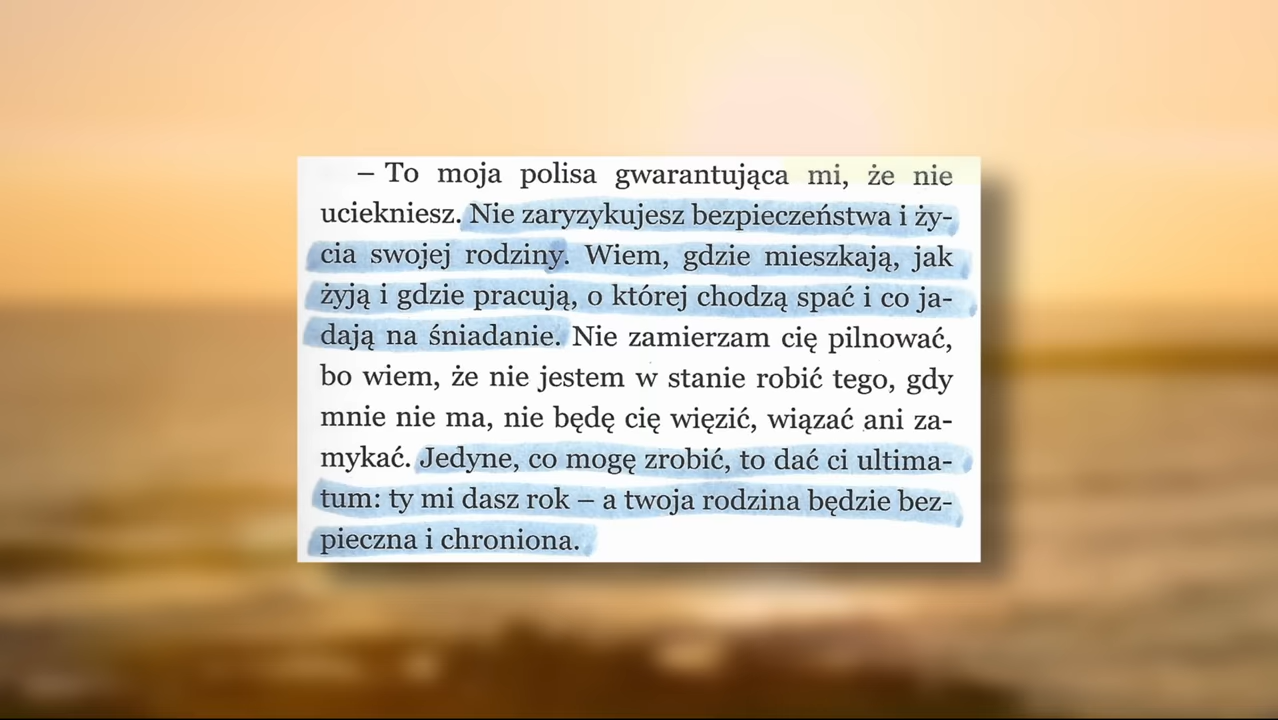 – To moja polisa gwarantująca mi, że nie
uciekniesz. Nie zaryzykujesz bezpieczeństwa i ży-
cia swojej rodziny. Wiem, gdzie mieszkają, jak
żyją i gdzie pracują, o której chodzą spać i co ja-
dają na śniadanie. Nie zamierzam cię pilnować,
bo wiem, że nie jestem w stanie robić tego, gdy
mnie nie ma, nie będę cię więzić, wiązać ani za-
mykać. Jedyne, co mogę zrobić, to dać ci ultima-
tum: ty mi dasz rok – a twoja rodzina będzie bez-
pieczna i chroniona.